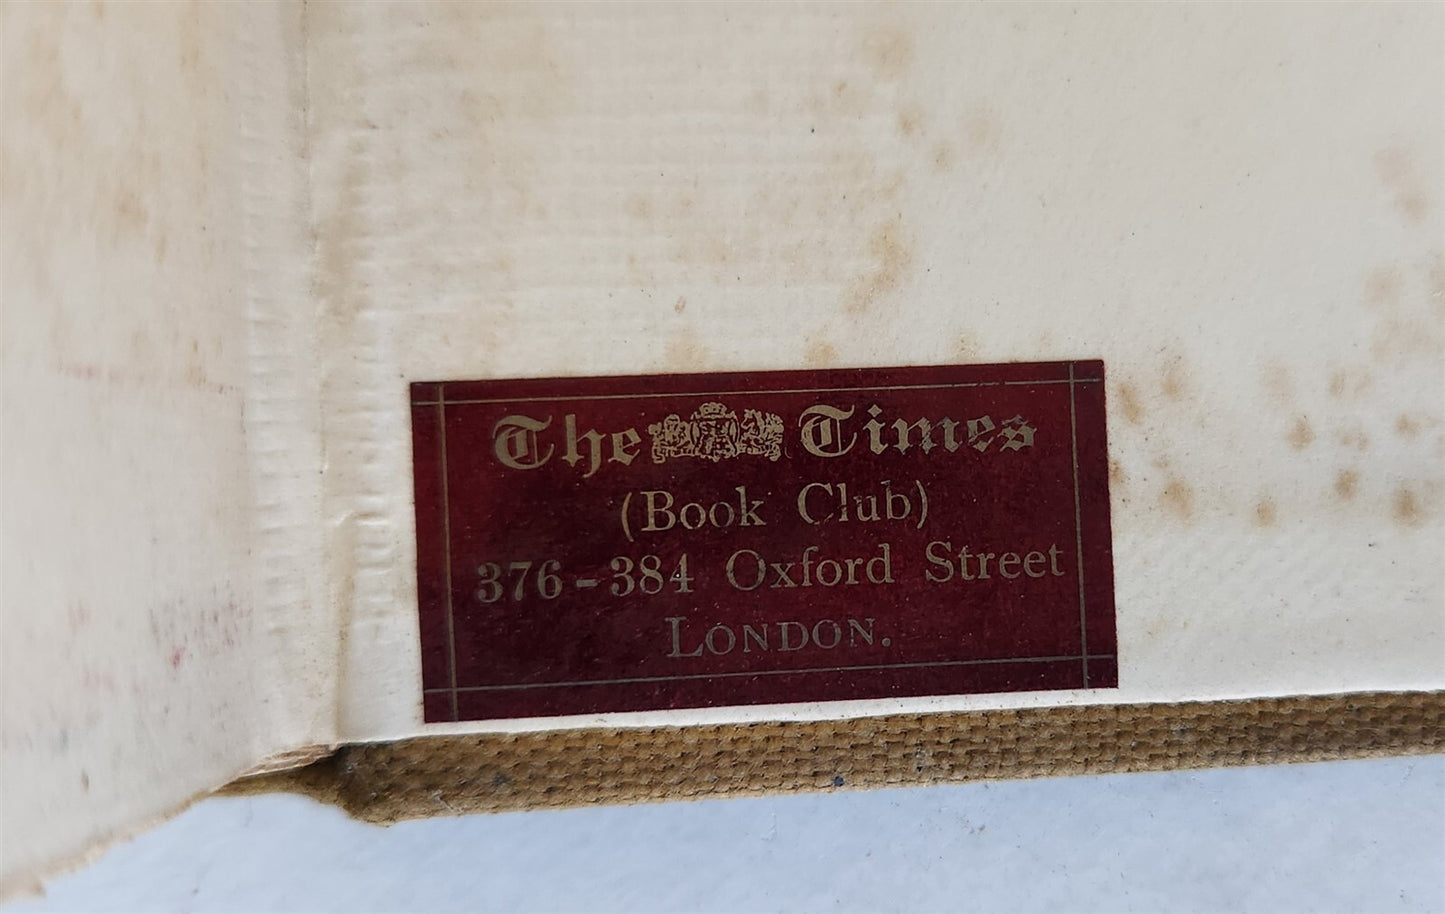 The Times
(Book Club)
376-384 Oxford Street
LONDON.